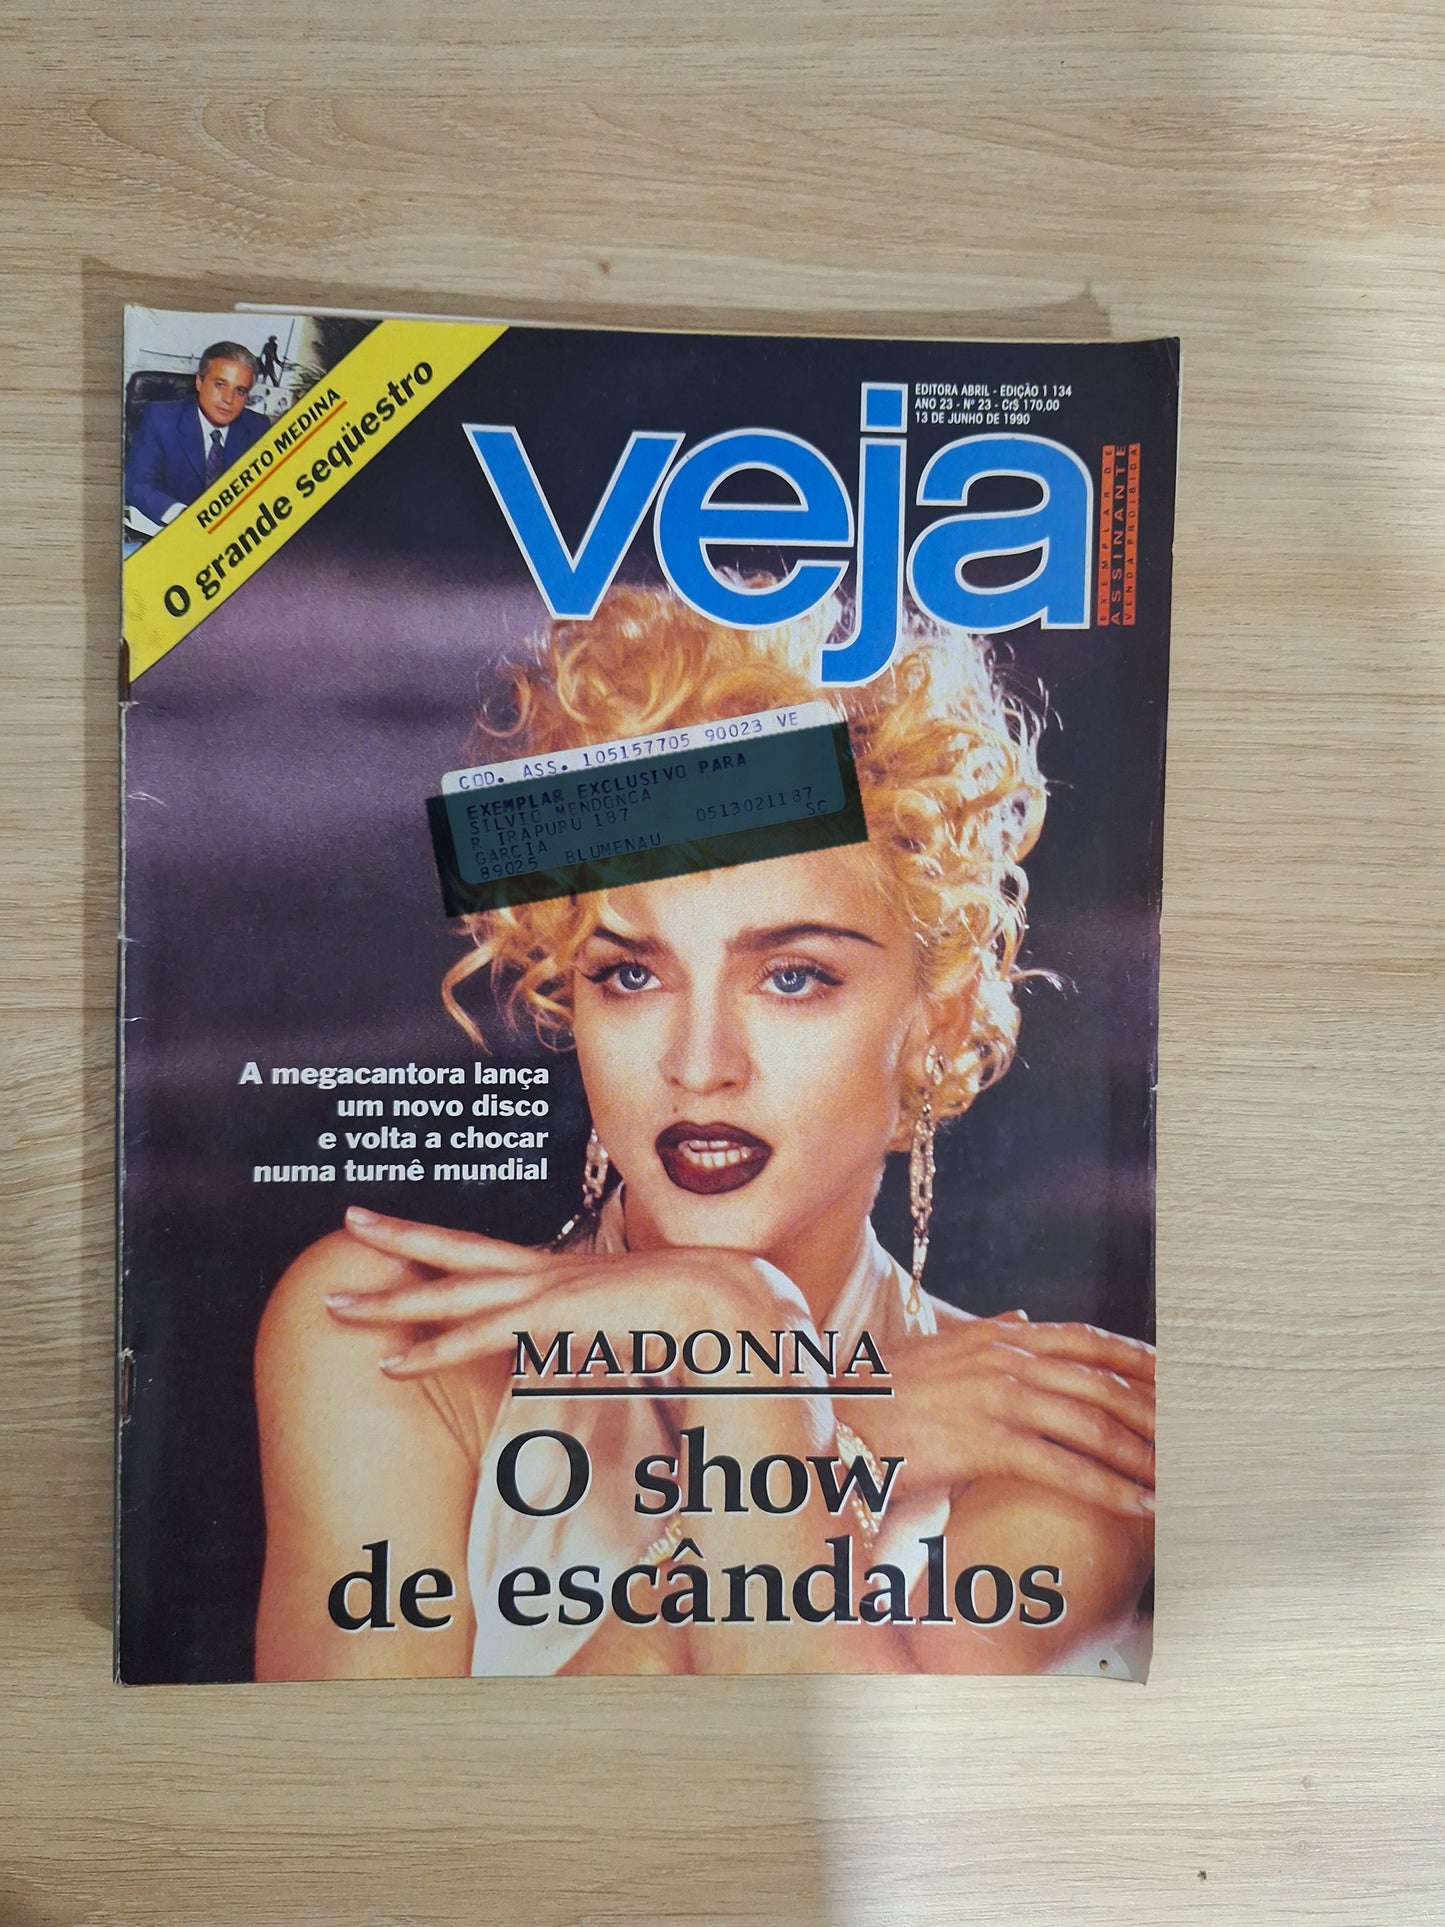 ROBERTO MEDINA
O grande seqüestro
EDITORA ABRIL - EDIÇÃO 1 134
ANO 23 - Nº 23 - Cr$ 170,00
13 DE JUNHO DE 1990
veja
EXEMPLAR DE
ASSINANTE
VENDA PROIBIDA
COD. ASS. 105157705 90023 VE
EXEMPLAR EXCLUSIVO PARA
SILVIO MENDONCA
R IRAPURU 187 0513021187
GARCIA SC
89025 BLUMENAU
A megacantora lança
um novo disco
e volta a chocar
numa turnê mundial
MADONNA
O show
de escândalos